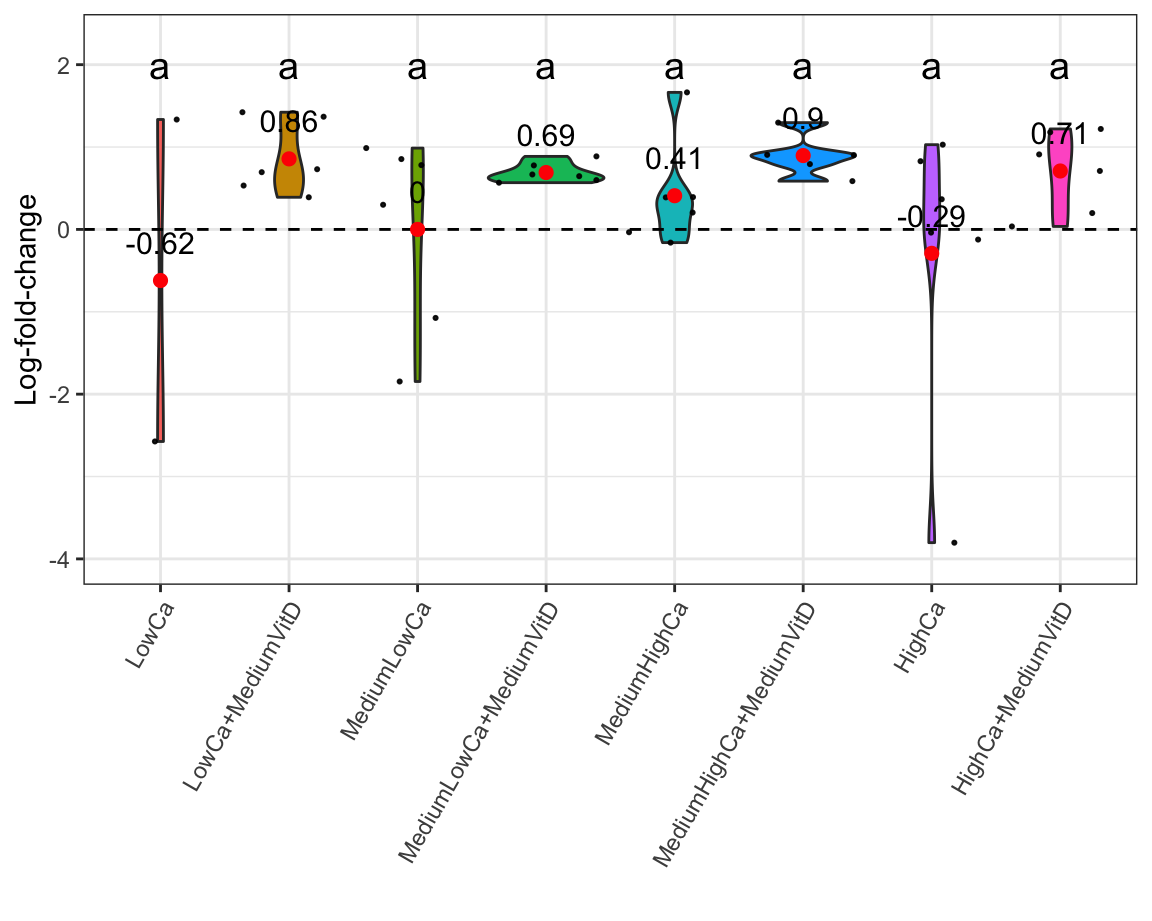 2
a a a a a a a a
0.86
0.9
0.69
0.71
0.41
0
-0.29
0
-0.62
-2
-4
Log-fold-change
LowCa
LowCa+MediumVitD
MediumLowCa
MediumLowCa+MediumVitD
MediumHighCa
MediumHighCa+MediumVitD
HighCa
HighCa+MediumVitD